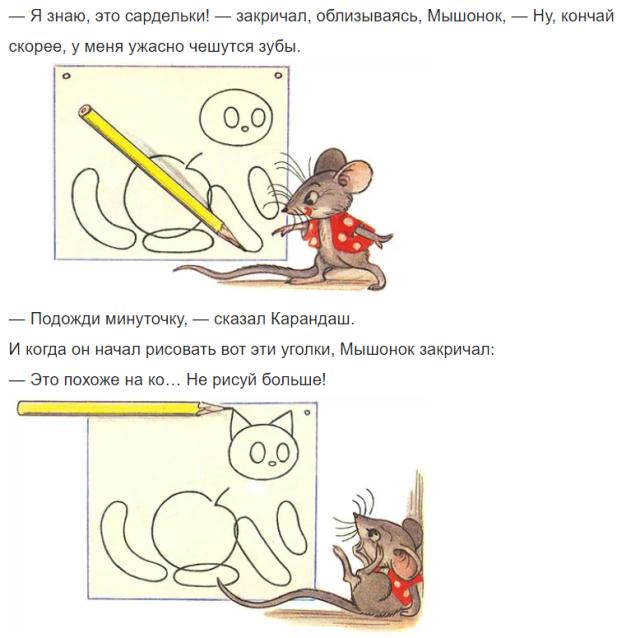 — Я знаю, это сардельки! — закричал, облизываясь, Мышонок, — Ну, кончай
скорее, у меня ужасно чешутся зубы.
— Подожди минуточку, — сказал Карандаш.
И когда он начал рисовать вот эти уголки, Мышонок закричал:
— Это похоже на ко… Не рисуй больше!